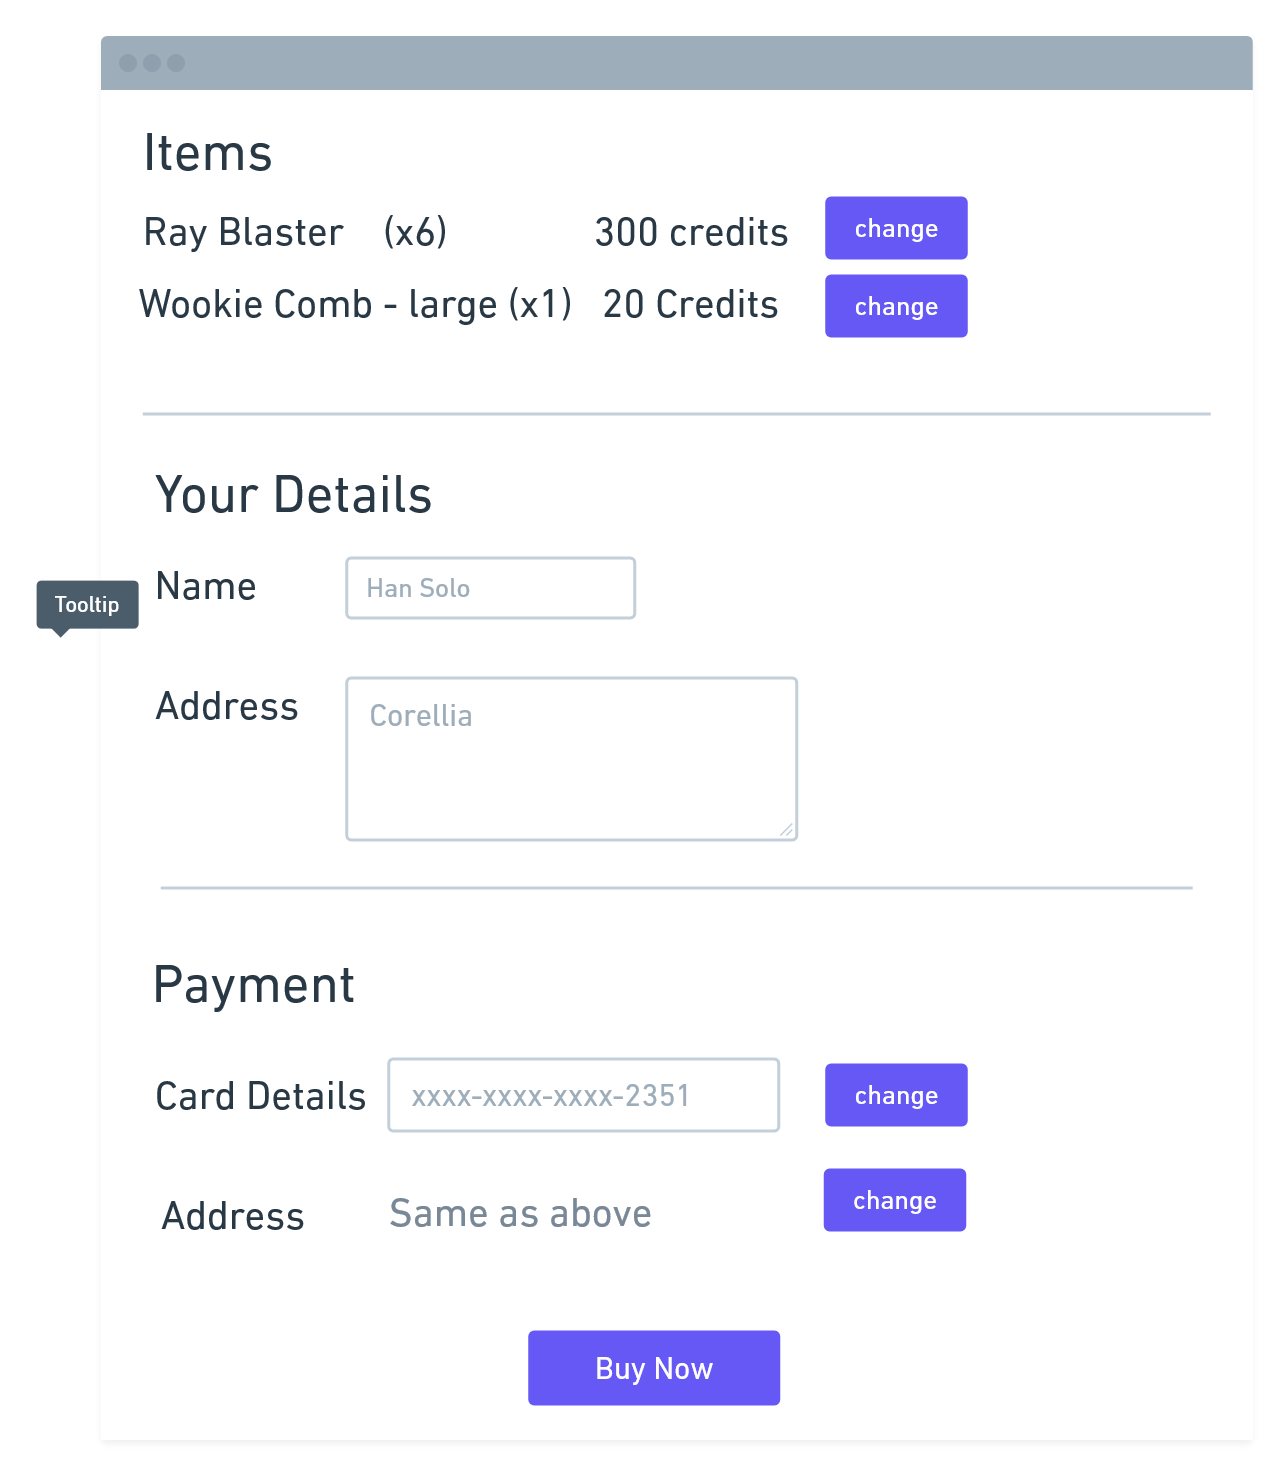 Items
Ray Blaster (x6) 300 credits change
Wookie Comb - large (x1) 20 Credits change
Your Details
Name Han Solo
Tooltip
Address Corellia
Payment
Card Details xxxx-xxxx-xxxx-2351 change
Address Same as above change
Buy Now